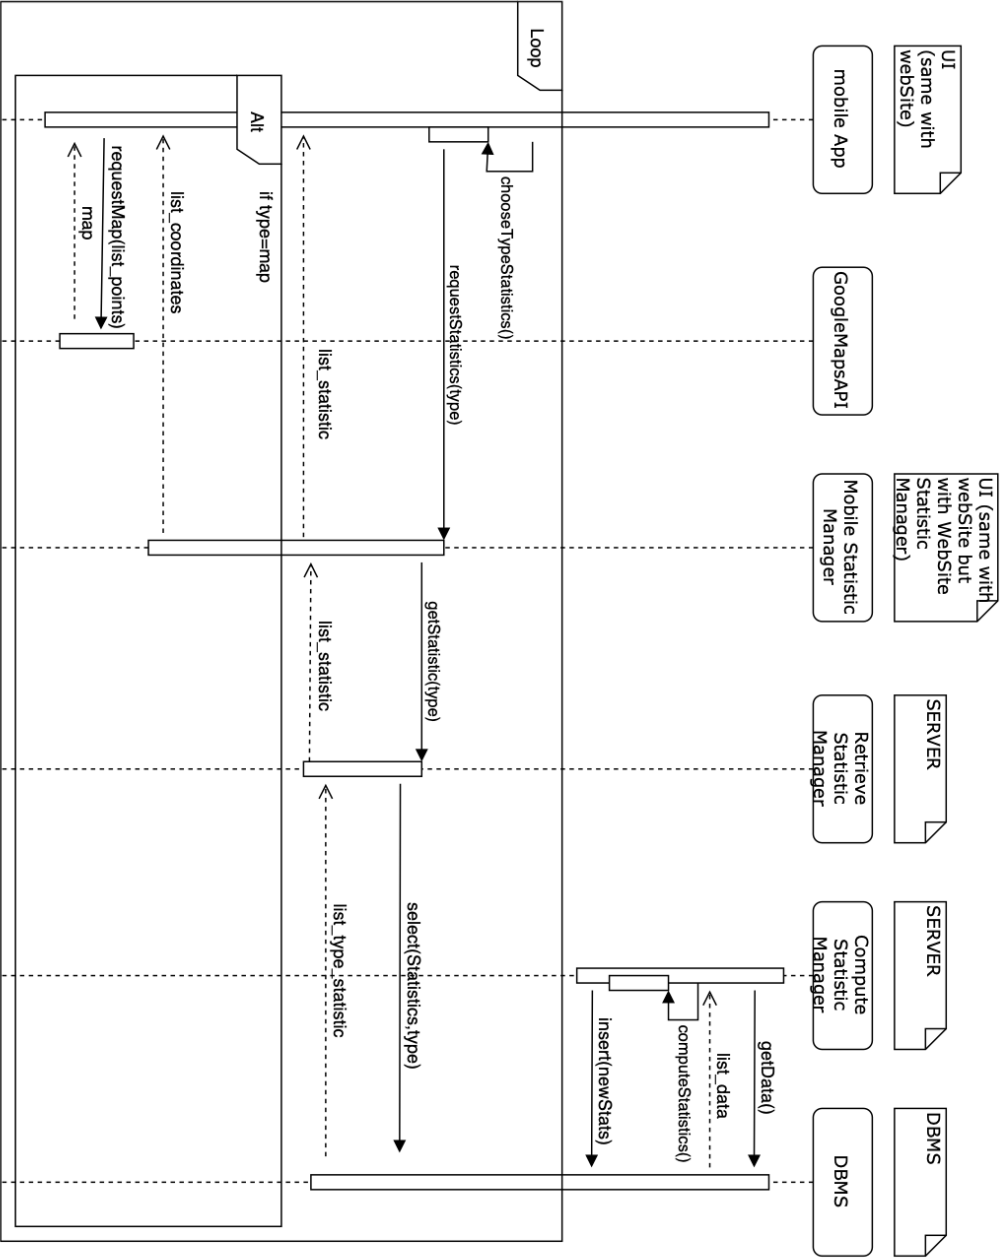 UI
(same with
webSite)
UI (same with
webSite but
with WebSite
Statistic
Manager)
SERVER
SERVER
DBMS
mobile App
GoogleMapsAPI
Mobile Statistic
Manager
Retrieve
Statistic
Manager
Compute
Statistic
Manager
DBMS
getData()
list_data
computeStatistics()
insert(newStats)
Loop
chooseTypeStatistics()
requestStatistics(type)
getStatistic(type)
select(Statistics,type)
list_type_statistic
list_statistic
list_statistic
Alt
if type=map
list_coordinates
requestMap(list_points)
map